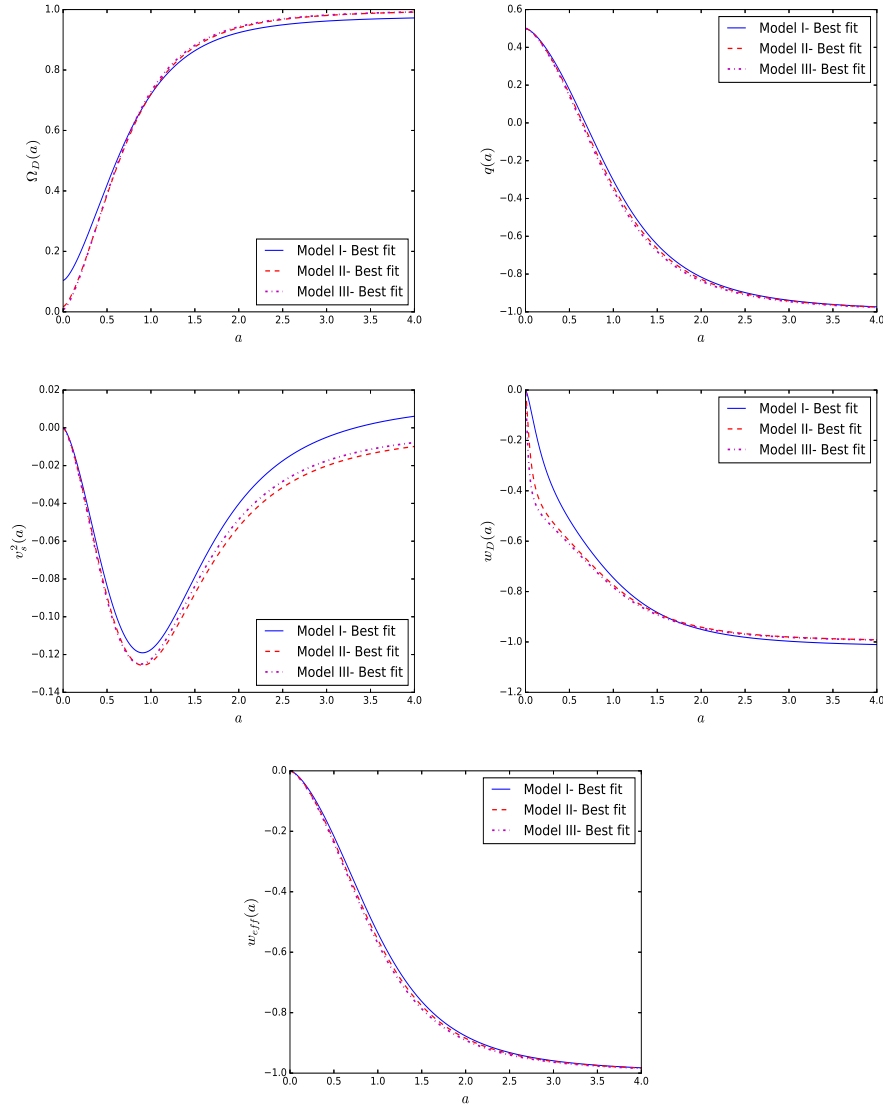 1.0
0.8
0.6
0.4
0.2
0.0
Ω_D(a)
0.0 0.5 1.0 1.5 2.0 2.5 3.0 3.5 4.0
a
Model I- Best fit
Model II- Best fit
Model III- Best fit
0.6
0.4
0.2
0.0
−0.2
−0.4
−0.6
−0.8
−1.0
q(a)
0.0 0.5 1.0 1.5 2.0 2.5 3.0 3.5 4.0
a
Model I- Best fit
Model II- Best fit
Model III- Best fit
0.02
0.00
−0.02
−0.04
−0.06
−0.08
−0.10
−0.12
−0.14
v_s^2(a)
0.0 0.5 1.0 1.5 2.0 2.5 3.0 3.5 4.0
a
Model I- Best fit
Model II- Best fit
Model III- Best fit
0.0
−0.2
−0.4
−0.6
−0.8
−1.0
−1.2
w_D(a)
0.0 0.5 1.0 1.5 2.0 2.5 3.0 3.5 4.0
a
Model I- Best fit
Model II- Best fit
Model III- Best fit
0.0
−0.2
−0.4
−0.6
−0.8
−1.0
w_{eff}(a)
0.0 0.5 1.0 1.5 2.0 2.5 3.0 3.5 4.0
a
Model I- Best fit
Model II- Best fit
Model III- Best fit